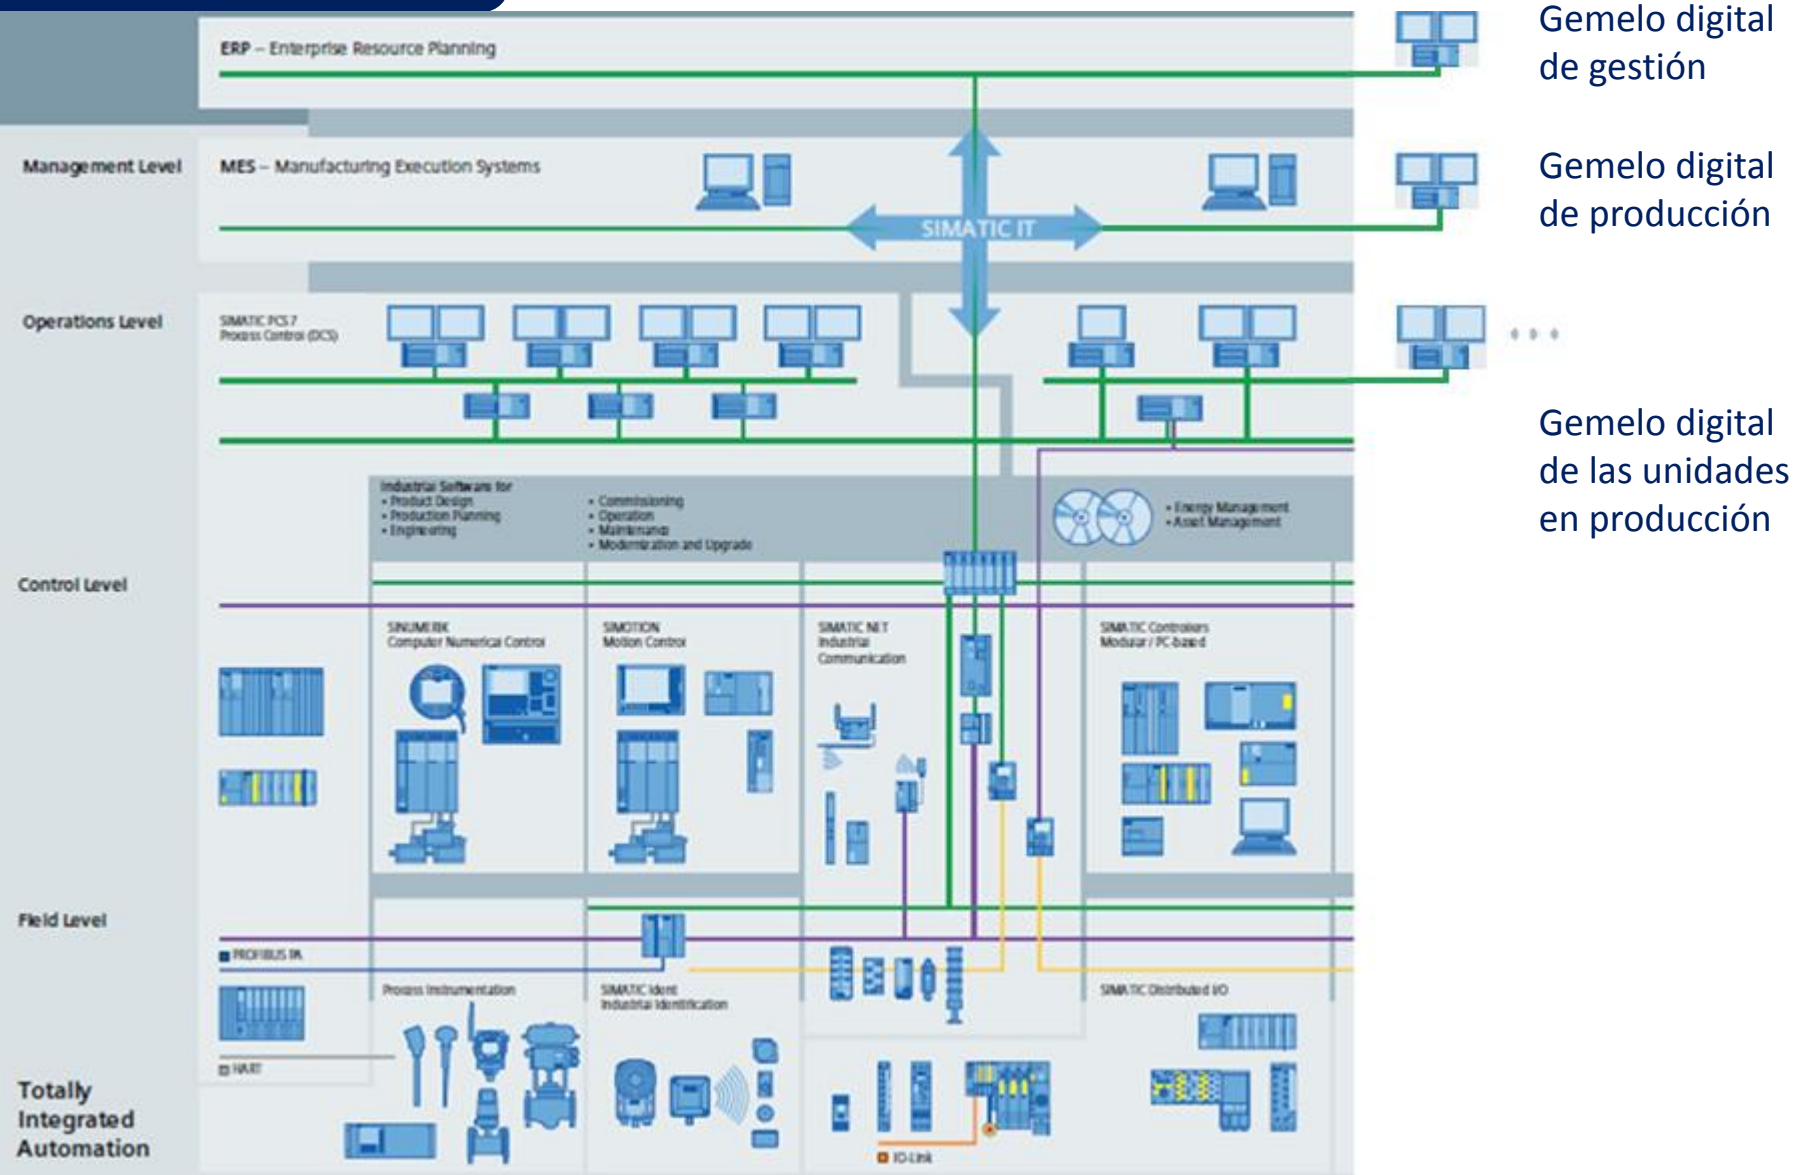 Gemelo digital
de gestión
ERP – Enterprise Resource Planning
Management Level
MES – Manufacturing Execution Systems
Gemelo digital
de producción
SIMATIC IT
Operations Level
SIMATIC PCS 7
Process Control (DCS)
Gemelo digital
de las unidades
en producción
Industrial Software for
• Product Design
• Production Planning
• Engineering
• Commissioning
• Operation
• Maintenance
• Modernization and Upgrade
• Energy Management
• Asset Management
Control Level
SINUMERIK
Computer Numerical Control
SIMOTION
Motion Control
SIMATIC NET
Industrial
Communication
SIMATIC Controllers
Modular / PC-based
Field Level
PROFIBUS PA
Process Instrumentation
SIMATIC Ident
Industrial Identification
SIMATIC Distributed I/O
HART
Totally
Integrated
Automation
IO-Link